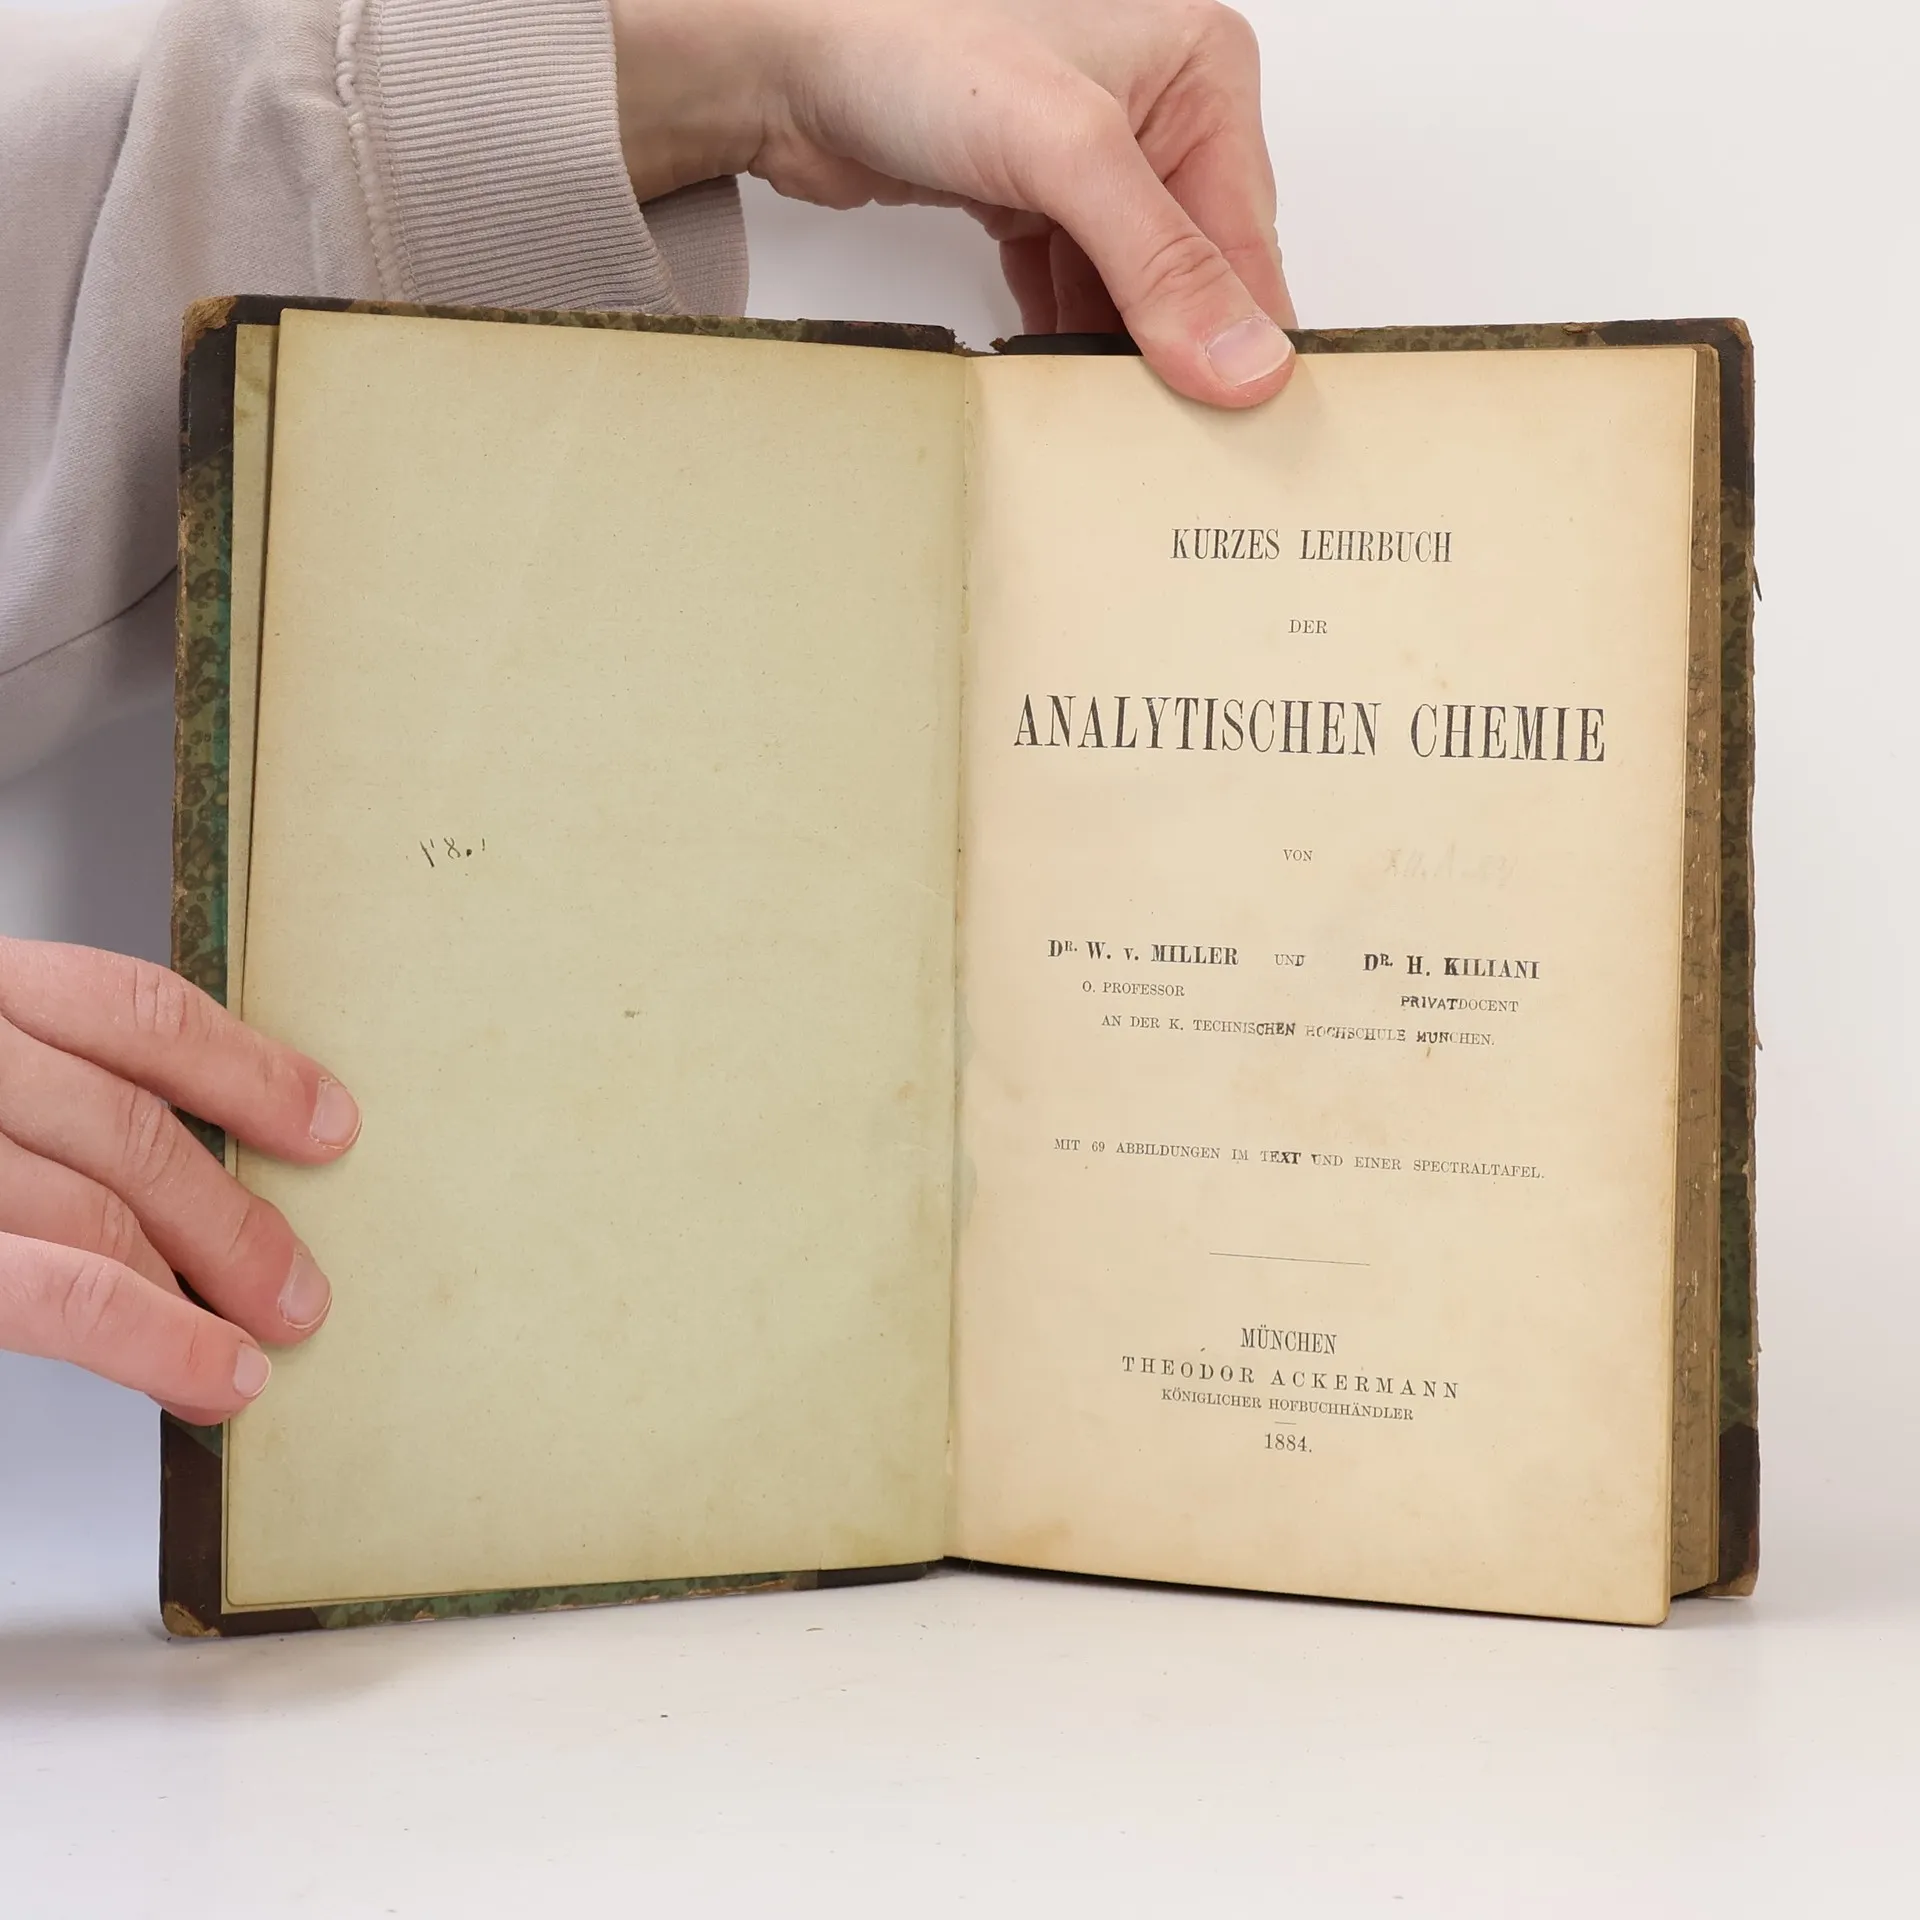 KURZES LEHRBUCH
DER
ANALYTISCHEN CHEMIE
VON
DR. W. v. MILLER UND DR. H. KILIANI
O. PROFESSOR PRIVATDOCENT
AN DER K. TECHNISCHEN HOCHSCHULE MÜNCHEN.
MIT 69 ABBILDUNGEN IM TEXT UND EINER SPECTRALTAFEL.
MÜNCHEN
THEODOR ACKERMANN
KÖNIGLICHER HOFBUCHHÄNDLER
1884.